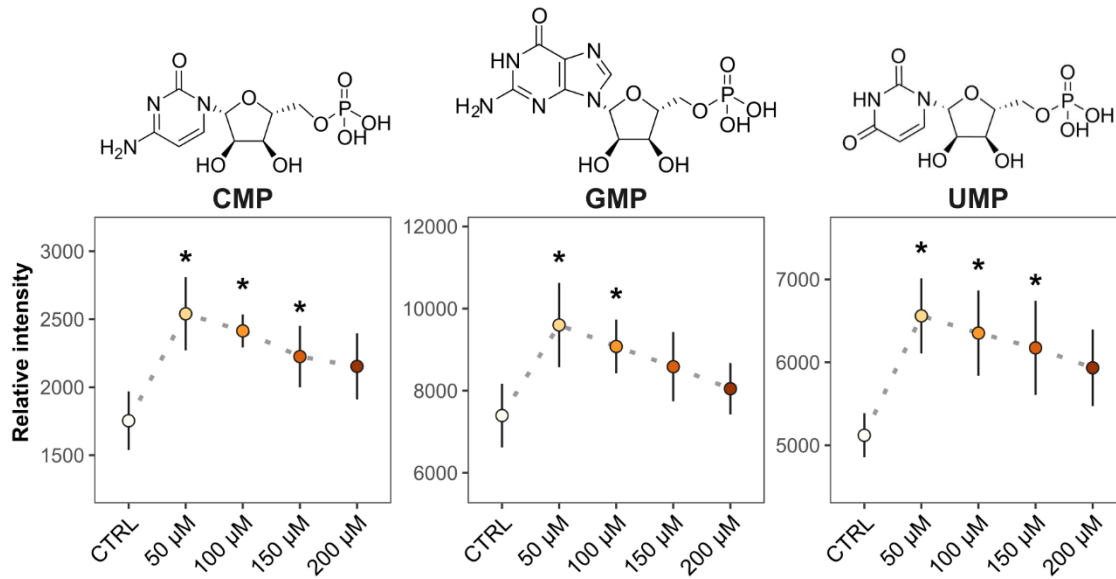 O
N
N
H₂N
O
O
P
O
OH
OH
HO
OH
CMP
O
HN
N
H₂N
N
N
O
O
P
O
OH
OH
HO
OH
GMP
O
HN
N
O
O
O
P
O
OH
OH
HO
OH
UMP
Relative intensity
3000
2500
2000
1500
* * *
CTRL 50 µM 100 µM 150 µM 200 µM
12000
10000
8000
6000
* *
CTRL 50 µM 100 µM 150 µM 200 µM
7000
6000
5000
* * *
CTRL 50 µM 100 µM 150 µM 200 µM